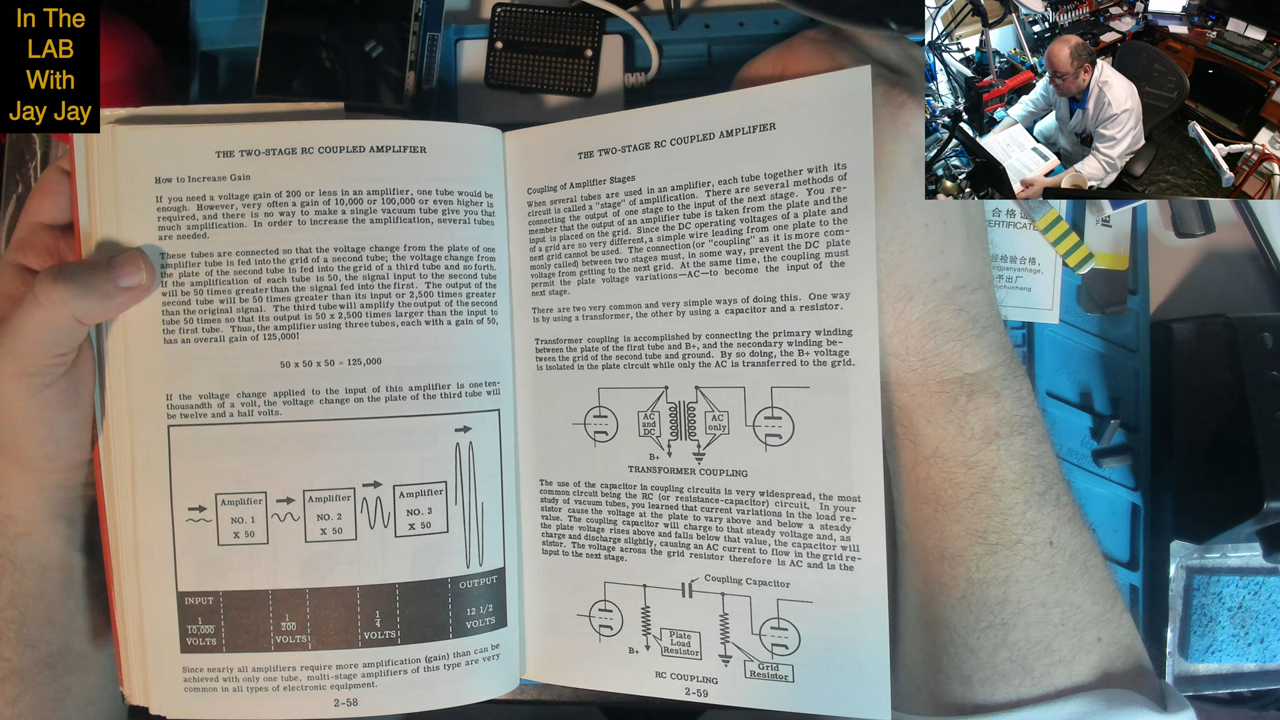 In The
LAB
With
Jay Jay
THE TWO-STAGE RC COUPLED AMPLIFIER
How to Increase Gain
If you need a voltage gain of 200 or less in an amplifier, one tube would be
enough. However, very often a gain of 10,000 or 100,000 or even higher is
required, and there is no way to make a single vacuum tube give you that
much amplification. In order to increase the amplification, several tubes
are needed.
These tubes are connected so that the voltage change from the plate of one
amplifier tube is fed into the grid of a second tube; the voltage change from
the plate of the second tube is fed into the grid of a third tube and so forth.
If the amplification of each tube is 50, the signal input to the second tube
will be 50 times greater than the signal fed into the first. The output of the
second tube will be 50 times greater than its input or 2,500 times greater
than the original signal. The third tube will amplify the output of the second
tube 50 times so that its output is 50 x 2,500 times larger than the input to
the first tube. Thus, the amplifier using three tubes, each with a gain of 50,
has an overall gain of 125,000!
50 x 50 x 50 = 125,000
If the voltage change applied to the input of this amplifier is one ten-
thousandth of a volt, the voltage change on the plate of the third tube will
be twelve and a half volts.
Amplifier
NO. 1
X 50
Amplifier
NO. 2
X 50
Amplifier
NO. 3
X 50
INPUT
1
10,000
VOLTS
1
200
VOLTS
1
4
VOLTS
OUTPUT
12 1/2
VOLTS
Since nearly all amplifiers require more amplification (gain) than can be
achieved with only one tube, multi-stage amplifiers of this type are very
common in all types of electronic equipment.
2-58
THE TWO-STAGE RC COUPLED AMPLIFIER
Coupling of Amplifier Stages
When several tubes are used in an amplifier, each tube together with its
circuit is called a "stage" of amplification. There are several methods of
connecting the output of one stage to the input of the next stage. You re-
member that the output of an amplifier tube is taken from the plate and the
input is placed on the grid. Since the DC operating voltages of a plate and
of a grid are so very different, a simple wire leading from one plate to the
next grid cannot be used. The connection (or "coupling" as it is more com-
monly called) between two stages must, in some way, prevent the DC plate
voltage from getting to the next grid. At the same time, the coupling must
permit the plate voltage variations—AC—to become the input of the
next stage.
There are two very common and very simple ways of doing this. One way
is by using a transformer, the other by using a capacitor and a resistor.
Transformer coupling is accomplished by connecting the primary winding
between the plate of the first tube and B+, and the secondary winding be-
tween the grid of the second tube and ground. By so doing, the B+ voltage
is isolated in the plate circuit while only the AC is transferred to the grid.
AC
and
DC
AC
only
B+
TRANSFORMER COUPLING
The use of the capacitor in coupling circuits is very widespread, the most
common circuit being the RC (or resistance-capacitor) circuit. In your
study of vacuum tubes, you learned that current variations in the load re-
sistor cause the voltage at the plate to vary above and below a steady
value. The coupling capacitor will charge to that steady voltage and, as
the plate voltage rises above and falls below that value, the capacitor will
charge and discharge slightly, causing an AC current to flow in the grid re-
sistor. The voltage across the grid resistor therefore is AC and is the
input to the next stage.
Coupling Capacitor
Plate
Load
Resistor
B+
Grid
Resistor
RC COUPLING
2-59
合格证
CERTIFICATE